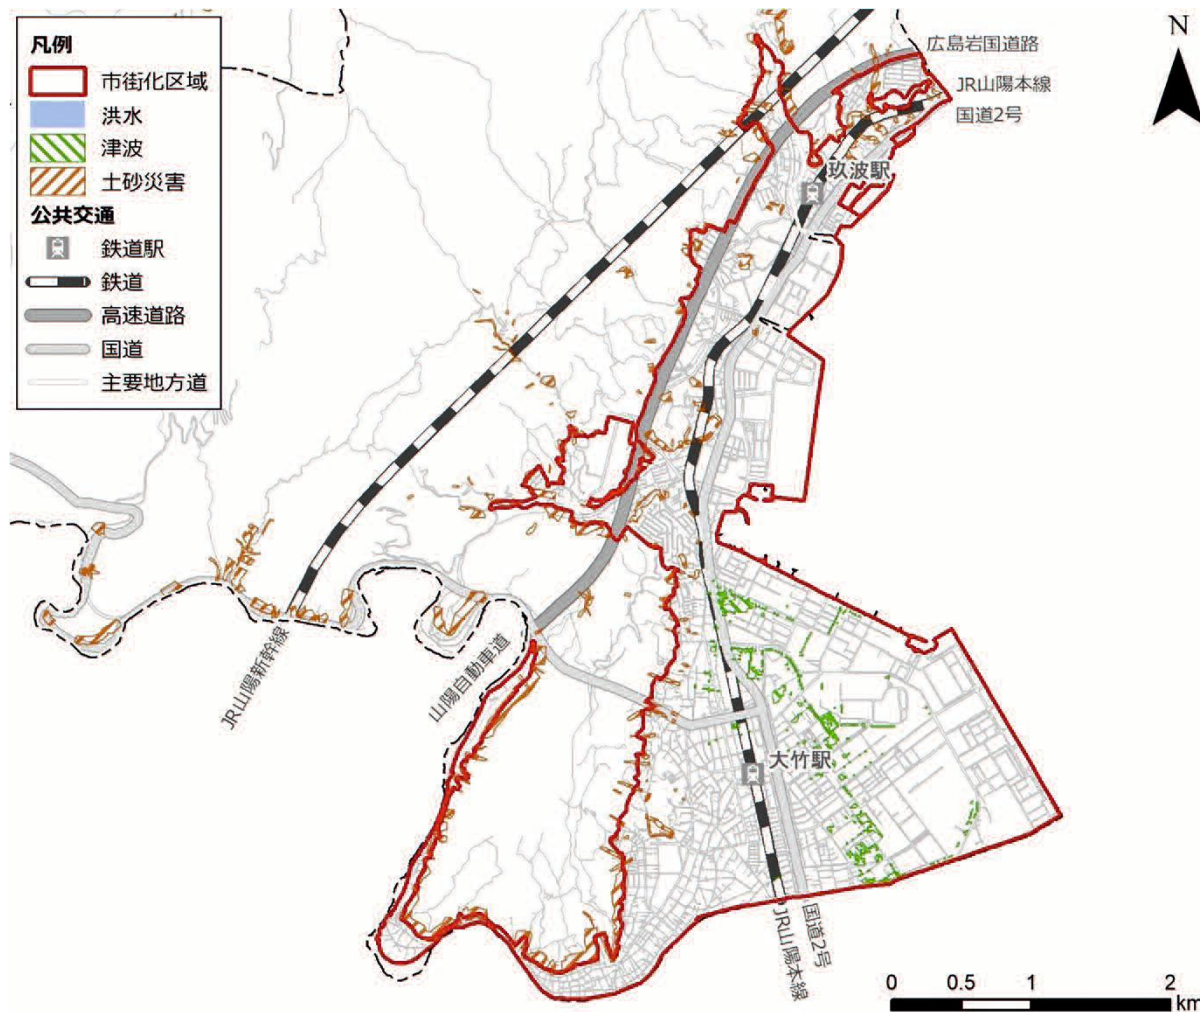 凡例
市街化区域
洪水
津波
土砂災害
公共交通
鉄道駅
鉄道
高速道路
国道
主要地方道
N
広島岩国道路
JR山陽本線
国道2号
玖波駅
JR山陽新幹線
山陽自動車道
大竹駅
国道2号
JR山陽本線
0 0.5 1 2
km